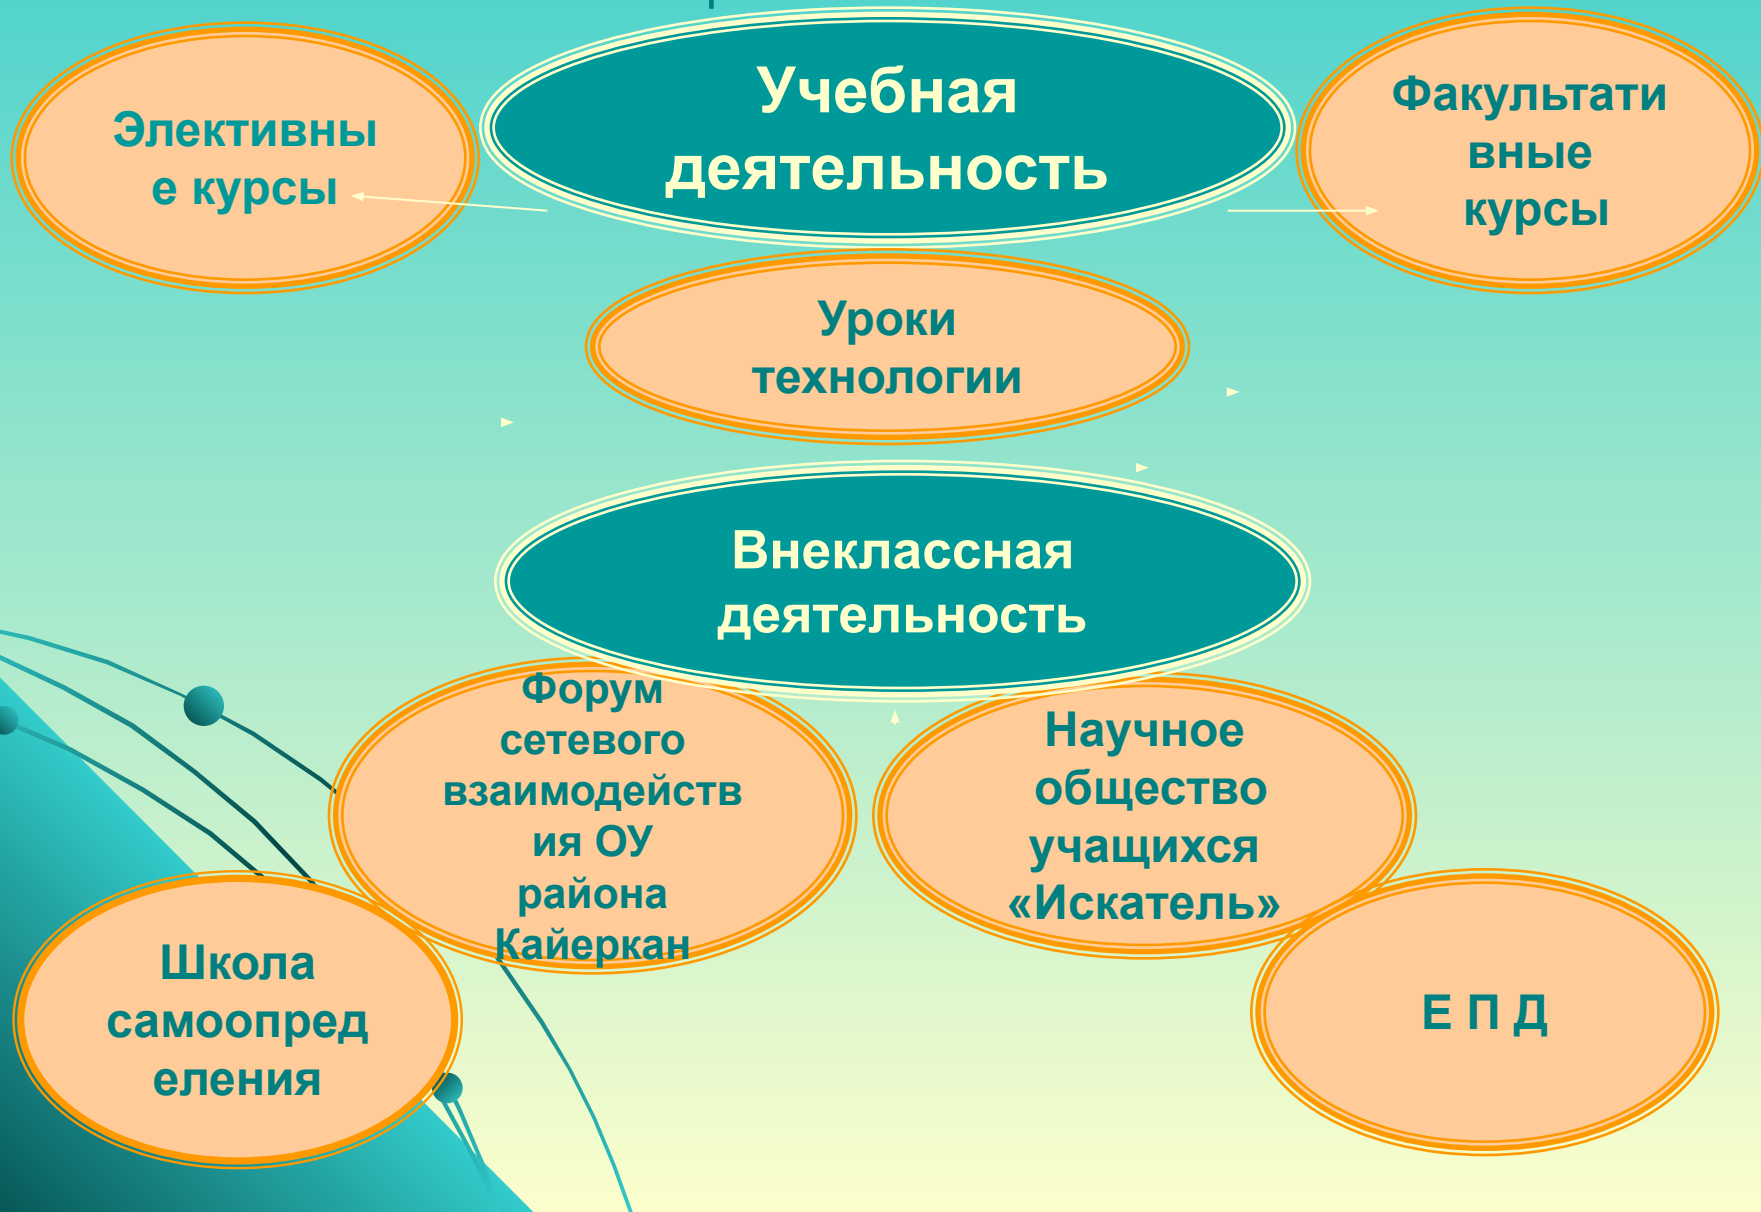 Учебная
деятельность
Элективны
е курсы
Факультати
вные
курсы
Уроки
технологии
Внеклассная
деятельность
Форум
сетевого
взаимодейств
ия ОУ
района
Кайеркан
Научное
общество
учащихся
«Искатель»
Школа
самоопред
еления
Е П Д